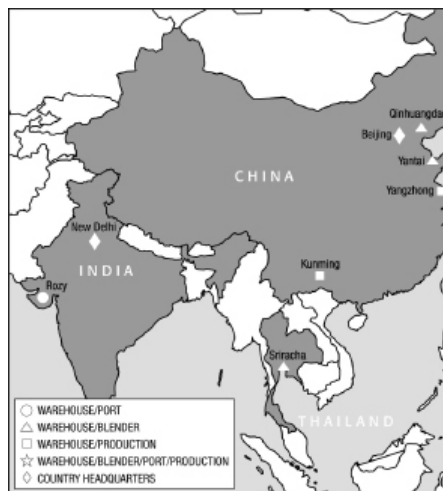 Qinhuangda
Beijing
Yantai
CHINA
Yangzhong
New Delhi
INDIA
Kunming
Rozy
Sriracha
THAILAND
WAREHOUSE/PORT
WAREHOUSE/BLENDER
WAREHOUSE/PRODUCTION
WAREHOUSE/BLENDER/PORT/PRODUCTION
COUNTRY HEADQUARTERS